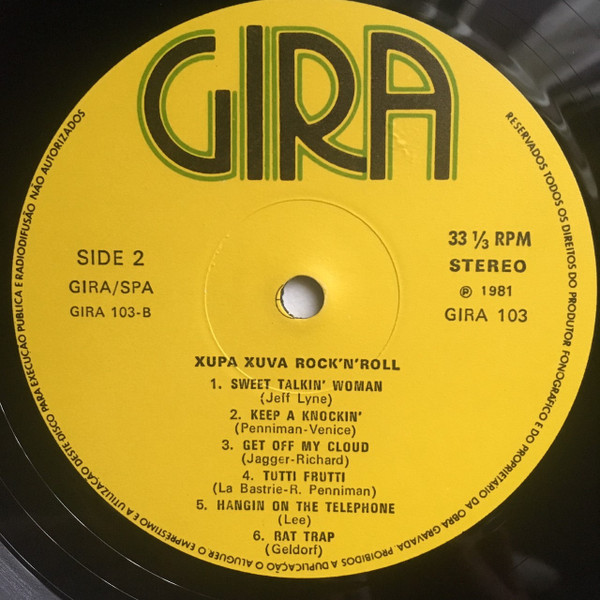 GIRA
SIDE 2
GIRA/SPA
GIRA 103-B
33 1/3 RPM
STEREO
℗ 1981
GIRA 103
XUPA XUVA ROCK'N'ROLL
1. SWEET TALKIN' WOMAN
(Jeff Lyne)
2. KEEP A KNOCKIN'
(Penniman-Venice)
3. GET OFF MY CLOUD
(Jagger-Richard)
4. TUTTI FRUTTI
(La Bastrie-R. Penniman)
5. HANGIN ON THE TELEPHONE
(Lee)
6. RAT TRAP
(Geldorf)
RESERVADOS TODOS OS DIREITOS DO PRODUTOR FONOGRÁFICO E DO PROPRIETÁRIO DA OBRA GRAVADA. PROIBIDOS A DUPLICAÇÃO O ALUGUER O EMPRÉSTIMO E A UTILIZAÇÃO DESTE DISCO PARA EXECUÇÃO PUBLICA E RADIODIFUSÃO NÃO AUTORIZADOS